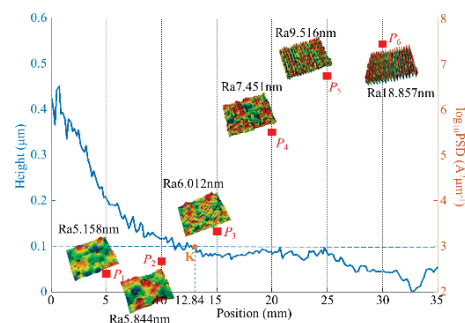 0.6
0.5
0.4
0.3
0.2
0.1
0
Height (μm)
0
5
10
12.84
15
20
25
30
35
Position (mm)
8
7
6
5
4
3
2
log₁₀PSD (A˙μm⁻¹)
Ra5.158nm
P₁
Ra5.844nm
P₂
Ra6.012nm
P₃
K
Ra7.451nm
P₄
Ra9.516nm
P₅
Ra18.857nm
P₆